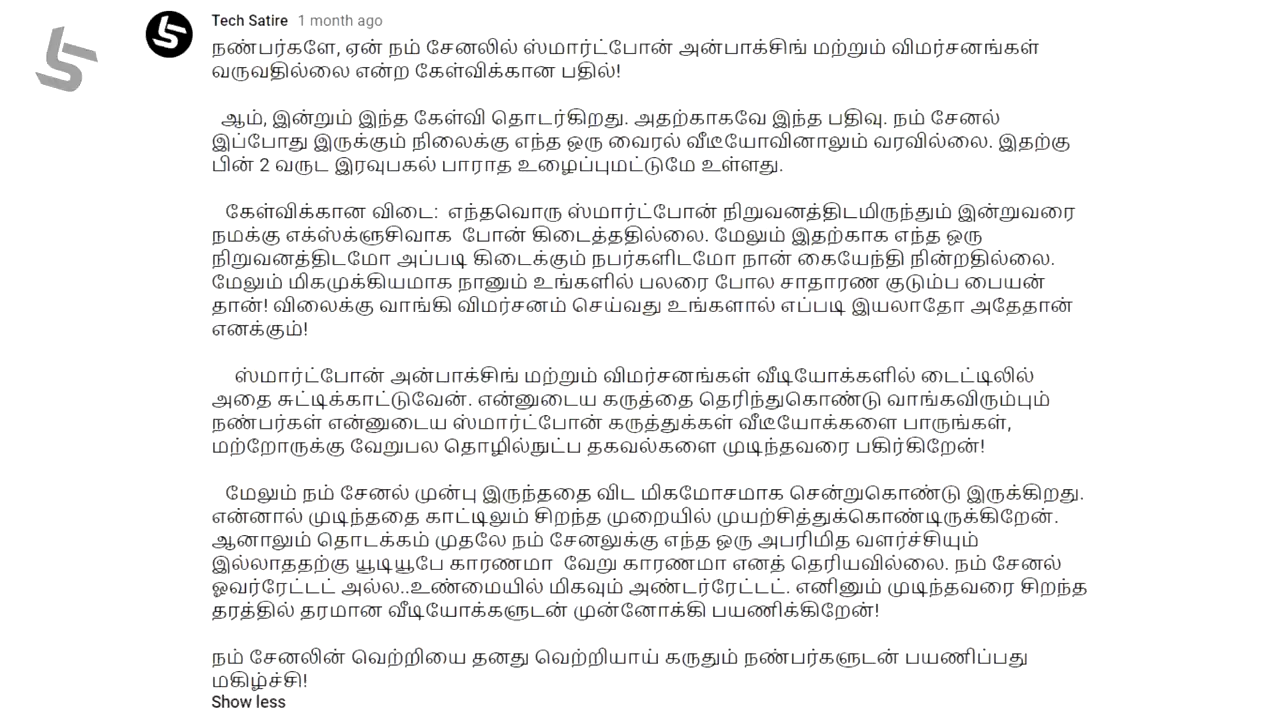 Tech Satire 1 month ago
நண்பர்களே, ஏன் நம் சேனலில் ஸ்மார்ட்போன் அன்பாக்சிங் மற்றும் விமர்சனங்கள்
வருவதில்லை என்ற கேள்விக்கான பதில்!
ஆம், இன்றும் இந்த கேள்வி தொடர்கிறது. அதற்காகவே இந்த பதிவு. நம் சேனல்
இப்போது இருக்கும் நிலைக்கு எந்த ஒரு வைரல் வீடீயோவினாலும் வரவில்லை. இதற்கு
பின் 2 வருட இரவுபகல் பாராத உழைப்புமட்டுமே உள்ளது.
கேள்விக்கான விடை: எந்தவொரு ஸ்மார்ட்போன் நிறுவனத்திடமிருந்தும் இன்றுவரை
நமக்கு எக்ஸ்க்ளுசிவாக போன் கிடைத்ததில்லை. மேலும் இதற்காக எந்த ஒரு
நிறுவனத்திடமோ அப்படி கிடைக்கும் நபர்களிடமோ நான் கையேந்தி நின்றதில்லை.
மேலும் மிகமுக்கியமாக நானும் உங்களில் பலரை போல சாதாரண குடும்ப பையன்
தான்! விலைக்கு வாங்கி விமர்சனம் செய்வது உங்களால் எப்படி இயலாதோ அதேதான்
எனக்கும்!
ஸ்மார்ட்போன் அன்பாக்சிங் மற்றும் விமர்சனங்கள் வீடியோக்களில் டைட்டிலில்
அதை சுட்டிக்காட்டுவேன். என்னுடைய கருத்தை தெரிந்துகொண்டு வாங்கவிரும்பும்
நண்பர்கள் என்னுடைய ஸ்மார்ட்போன் கருத்துக்கள் வீடீயோக்களை பாருங்கள்,
மற்றோருக்கு வேறுபல தொழில்நுட்ப தகவல்களை முடிந்தவரை பகிர்கிறேன்!
மேலும் நம் சேனல் முன்பு இருந்ததை விட மிகமோசமாக சென்றுகொண்டு இருக்கிறது.
என்னால் முடிந்ததை காட்டிலும் சிறந்த முறையில் முயற்சித்துக்கொண்டிருக்கிறேன்.
ஆனாலும் தொடக்கம் முதலே நம் சேனலுக்கு எந்த ஒரு அபரிமித வளர்ச்சியும்
இல்லாததற்கு யூடியூபே காரணமா வேறு காரணமா எனத் தெரியவில்லை. நம் சேனல்
ஓவர்ரேட்டட் அல்ல..உண்மையில் மிகவும் அண்டர்ரேட்டட். எனினும் முடிந்தவரை சிறந்த
தரத்தில் தரமான வீடியோக்களுடன் முன்னோக்கி பயணிக்கிறேன்!
நம் சேனலின் வெற்றியை தனது வெற்றியாய் கருதும் நண்பர்களுடன் பயணிப்பது
மகிழ்ச்சி!
Show less